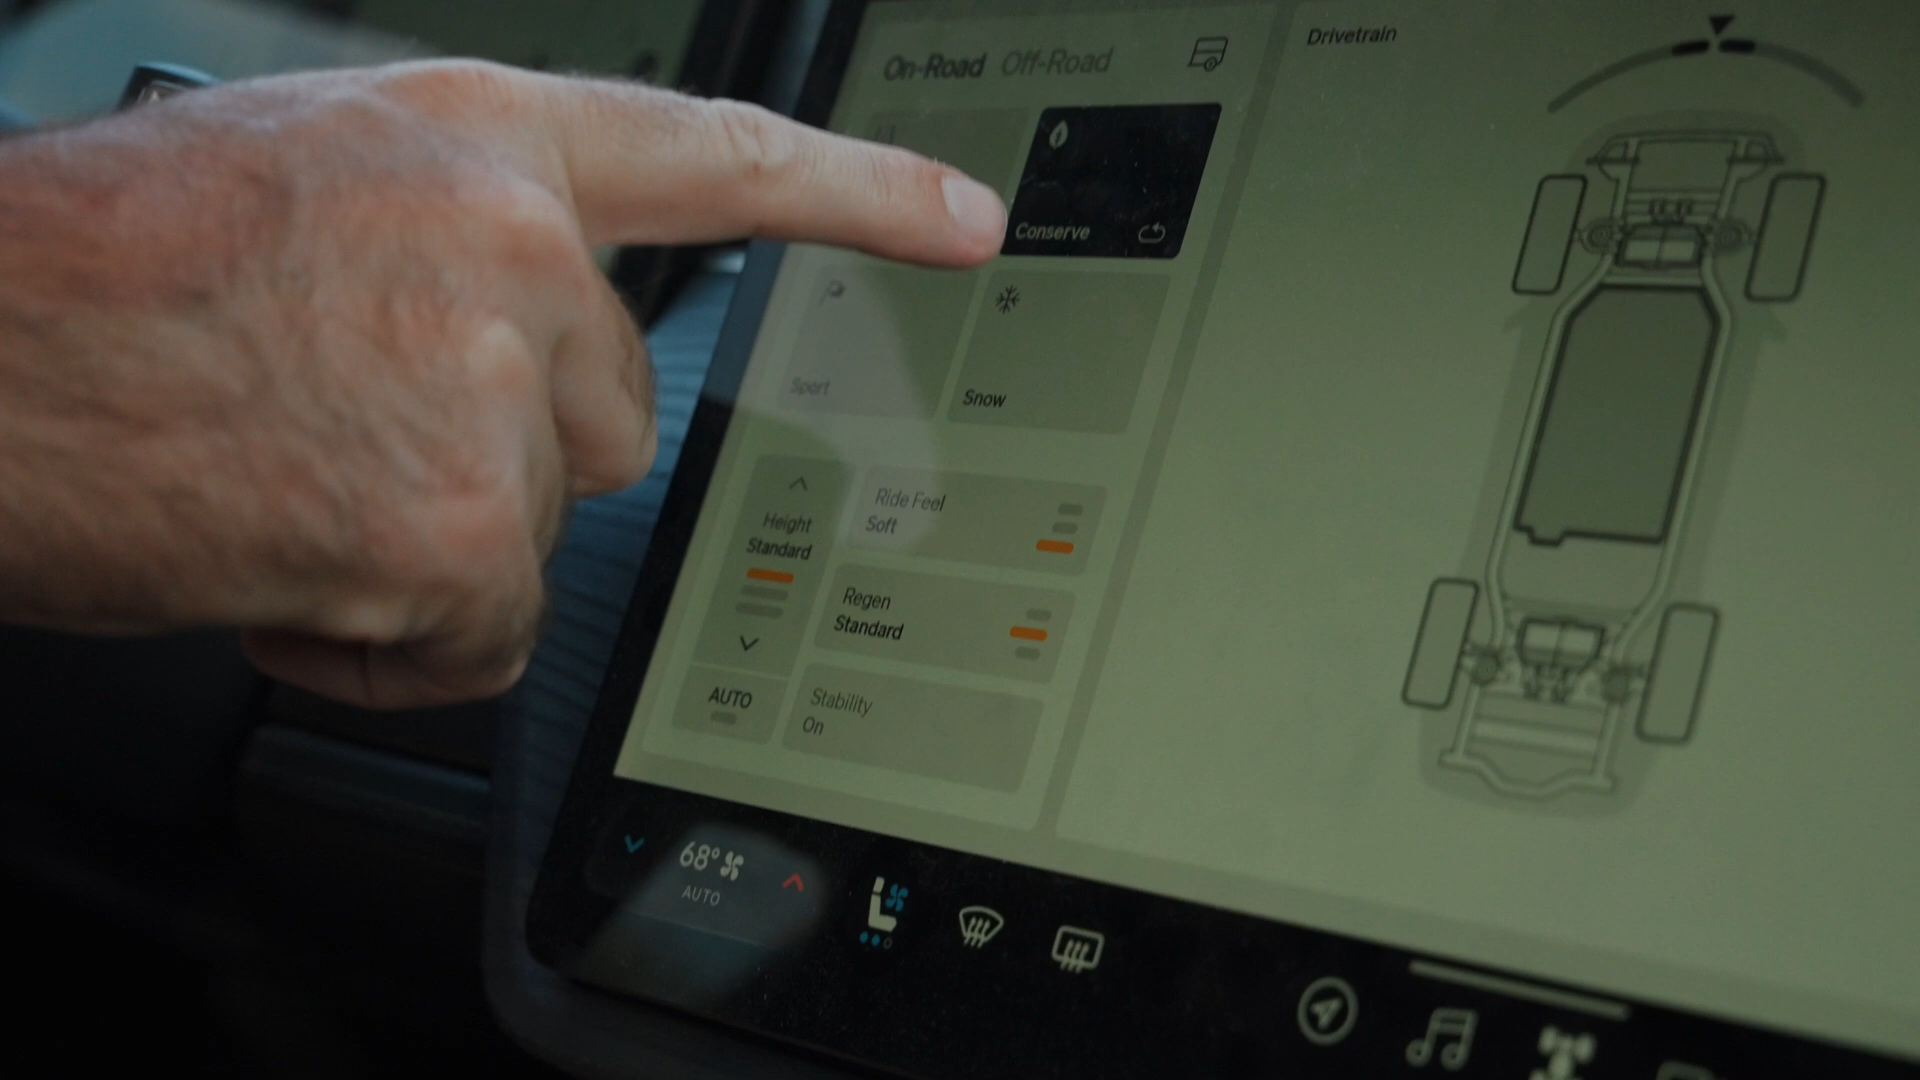 On-Road Off-Road
Drivetrain
Conserve
Sport
Snow
Height
Standard
Ride Feel
Soft
Regen
Standard
AUTO
Stability
On
68°
AUTO